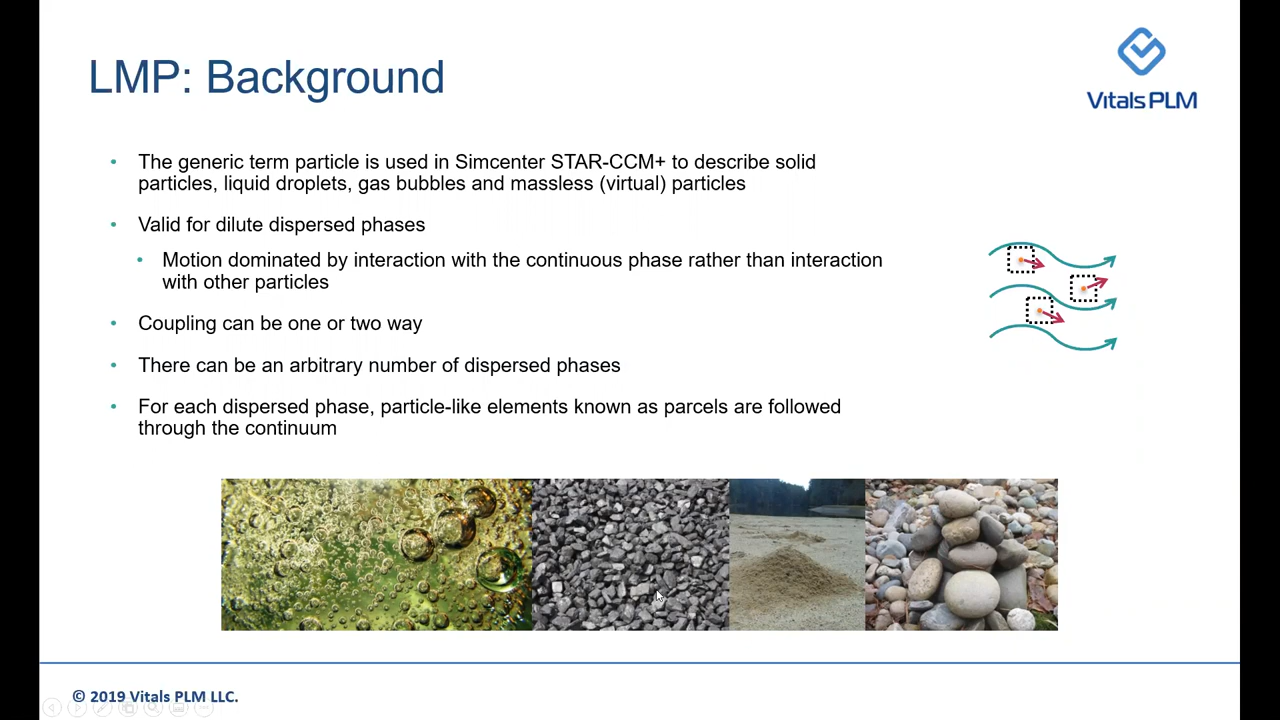 LMP: Background
Vitals PLM
• The generic term particle is used in Simcenter STAR-CCM+ to describe solid
particles, liquid droplets, gas bubbles and massless (virtual) particles
• Valid for dilute dispersed phases
• Motion dominated by interaction with the continuous phase rather than interaction
with other particles
• Coupling can be one or two way
• There can be an arbitrary number of dispersed phases
• For each dispersed phase, particle-like elements known as parcels are followed
through the continuum
© 2019 Vitals PLM LLC.